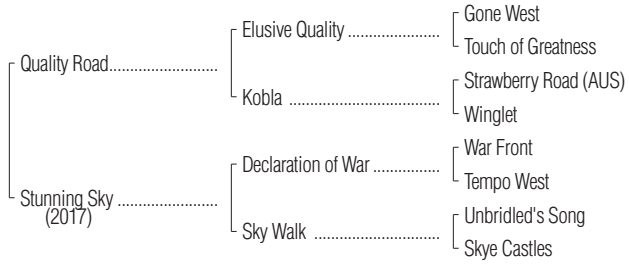 Gone West
Elusive Quality ....................
Touch of Greatness
Quality Road........................
Strawberry Road (AUS)
Kobla .................................
Winglet
War Front
Declaration of War..............
Tempo West
Stunning Sky ......................
(2017)
Unbridled's Song
Sky Walk ...........................
Skye Castles